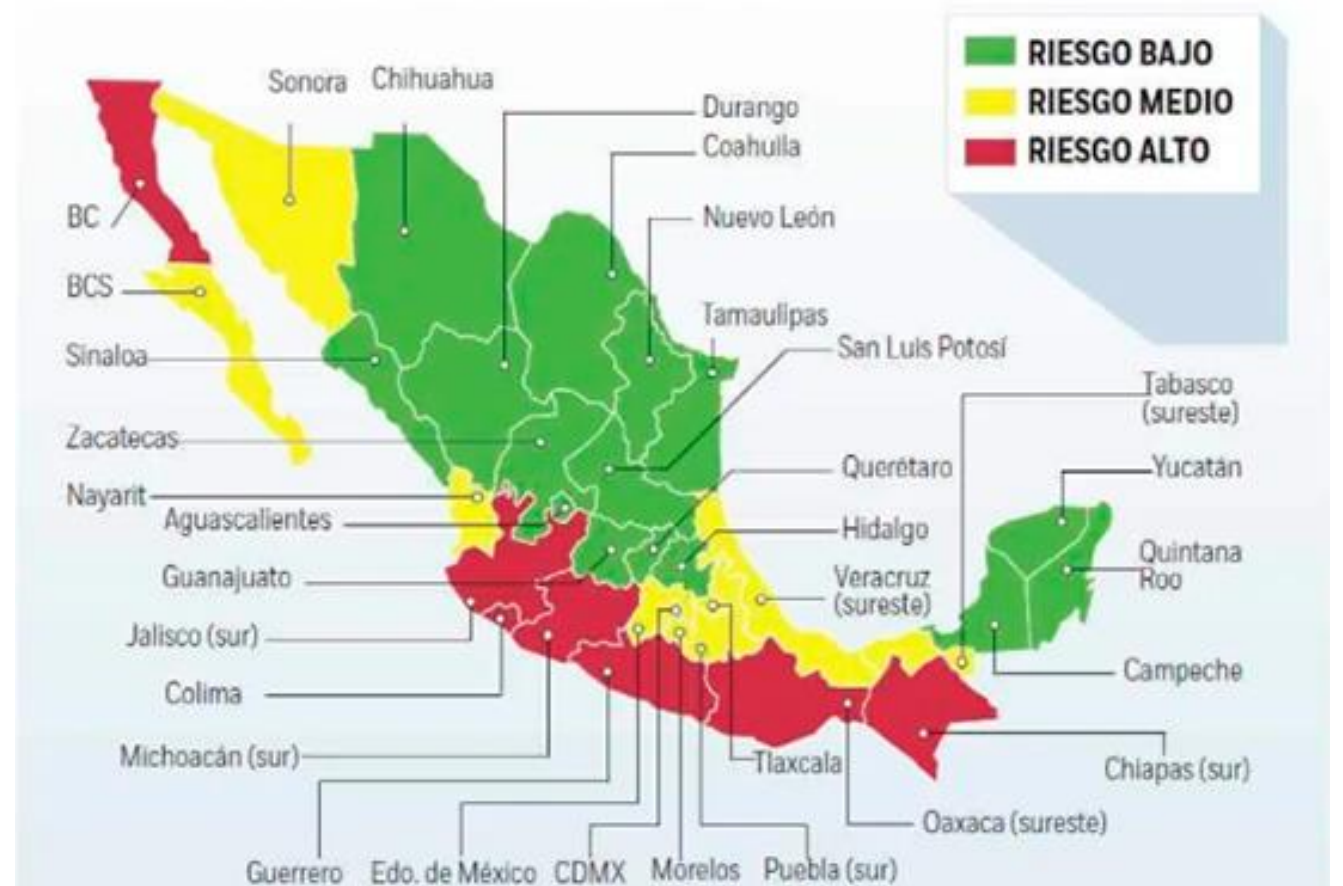 RIESGO BAJO
RIESGO MEDIO
RIESGO ALTO
Sonora
Chihuahua
Durango
Coahuila
Nuevo León
Tamaulipas
San Luis Potosí
Tabasco
(sureste)
Querétaro
Yucatán
Hidalgo
Quintana
Roo
Veracruz
(sureste)
Campeche
Chiapas (sur)
Tlaxcala
Oaxaca (sureste)
BC
BCS
Sinaloa
Zacatecas
Nayarit
Aguascalientes
Guanajuato
Jalisco (sur)
Colima
Michoacán (sur)
Guerrero
Edo. de México
CDMX
Morelos
Puebla (sur)